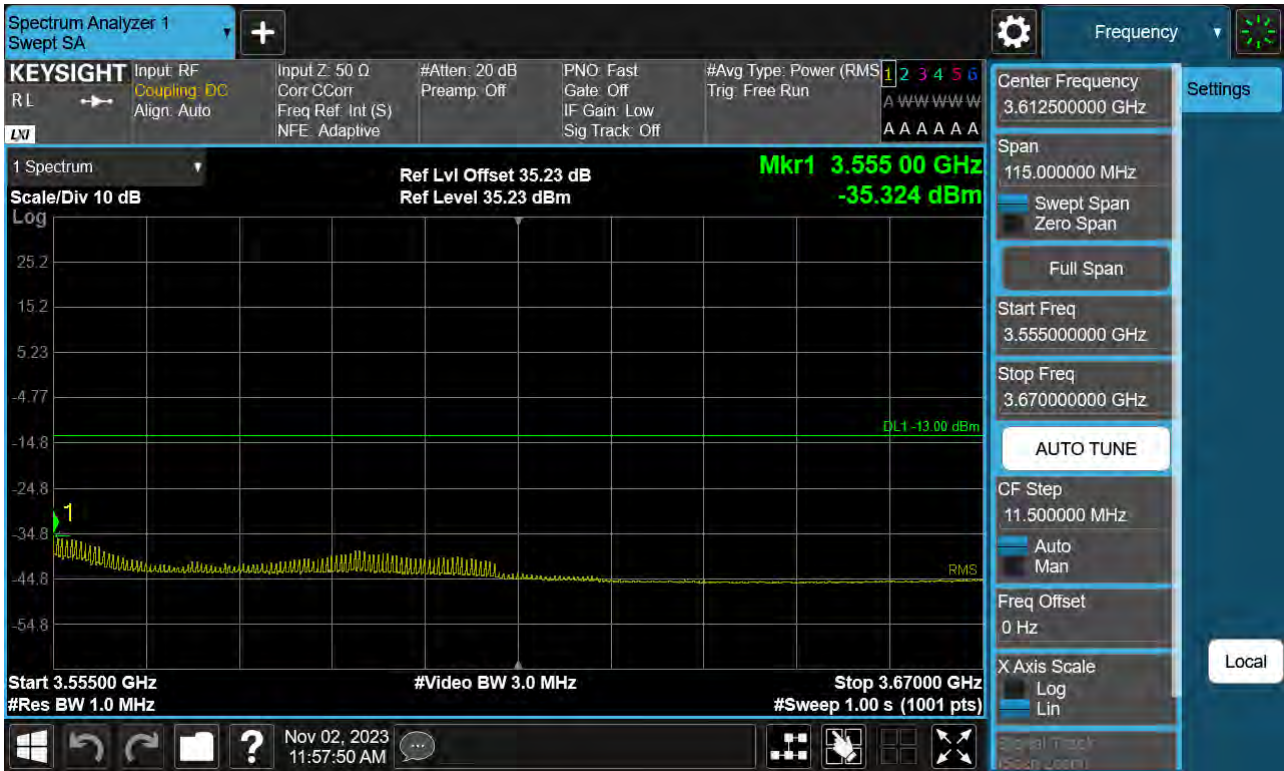 Spectrum Analyzer 1
Swept SA
Frequency
KEYSIGHT
RL
LXI
Input: RF
Coupling: DC
Align: Auto
Input Z: 50 Ω
Corr CCorr
Freq Ref: Int (S)
NFE: Adaptive
#Atten: 20 dB
Preamp: Off
PNO: Fast
Gate: Off
IF Gain: Low
Sig Track: Off
#Avg Type: Power (RMS
Trig: Free Run
1 2 3 4 5 6
A W W W W W
A A A A A A
1 Spectrum
Scale/Div 10 dB
Ref Lvl Offset 35.23 dB
Ref Level 35.23 dBm
Mkr1 3.555 00 GHz
-35.324 dBm
Log
25.2
15.2
5.23
-4.77
-14.8
-24.8
-34.8
-44.8
-54.8
DL1 -13.00 dBm
1
RMS
Start 3.55500 GHz
#Res BW 1.0 MHz
#Video BW 3.0 MHz
Stop 3.67000 GHz
#Sweep 1.00 s (1001 pts)
Center Frequency
3.612500000 GHz
Settings
Span
115.000000 MHz
Swept Span
Zero Span
Full Span
Start Freq
3.555000000 GHz
Stop Freq
3.670000000 GHz
AUTO TUNE
CF Step
11.500000 MHz
Auto
Man
Freq Offset
0 Hz
X Axis Scale
Log
Lin
Local
Signal Track
(Span Zoom)
?
Nov 02, 2023
11:57:50 AM